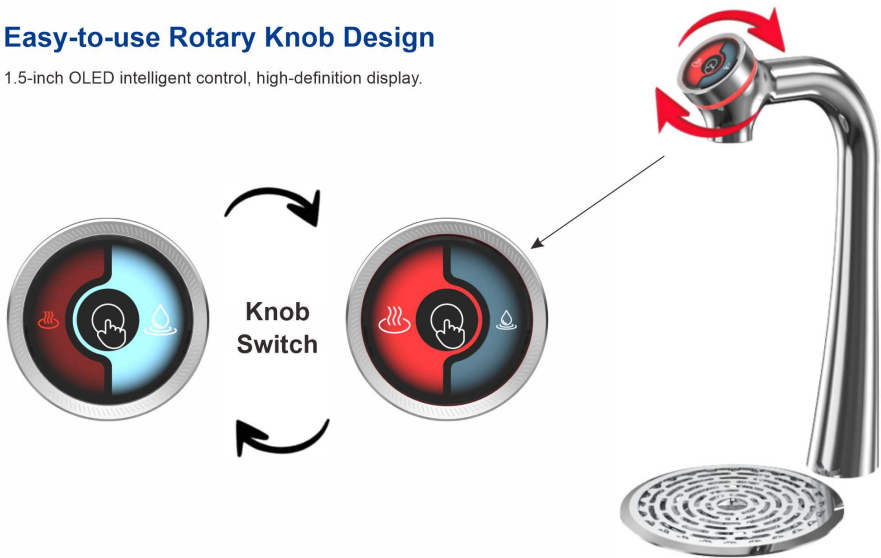 Easy-to-use Rotary Knob Design
1.5-inch OLED intelligent control, high-definition display.
Knob
Switch